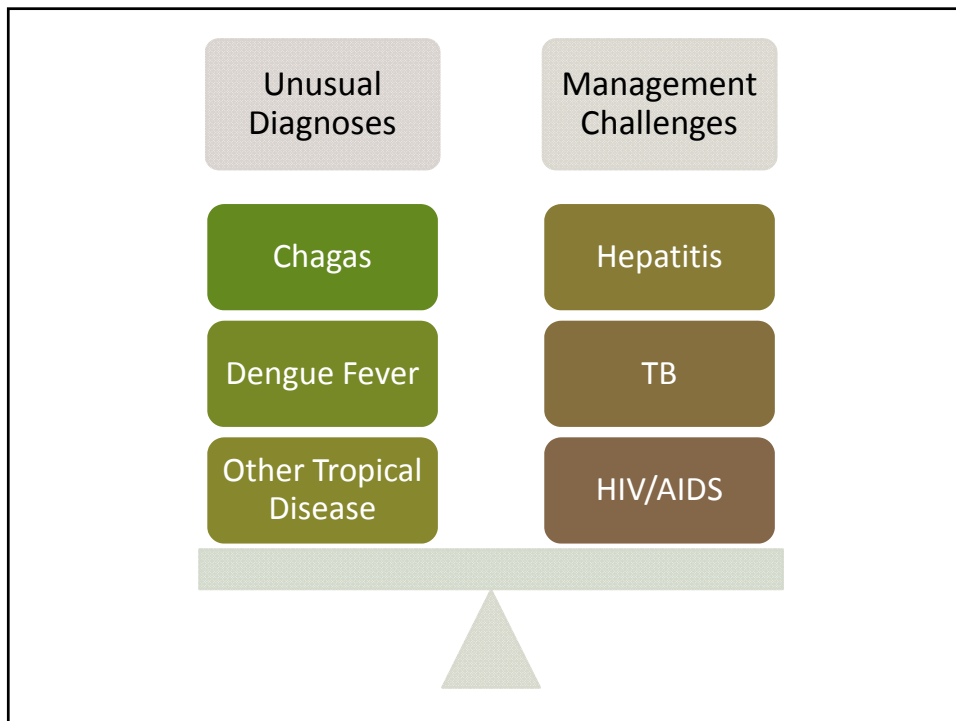 Unusual
Diagnoses
Management
Challenges
Chagas
Hepatitis
Dengue Fever
TB
Other Tropical
Disease
HIV/AIDS